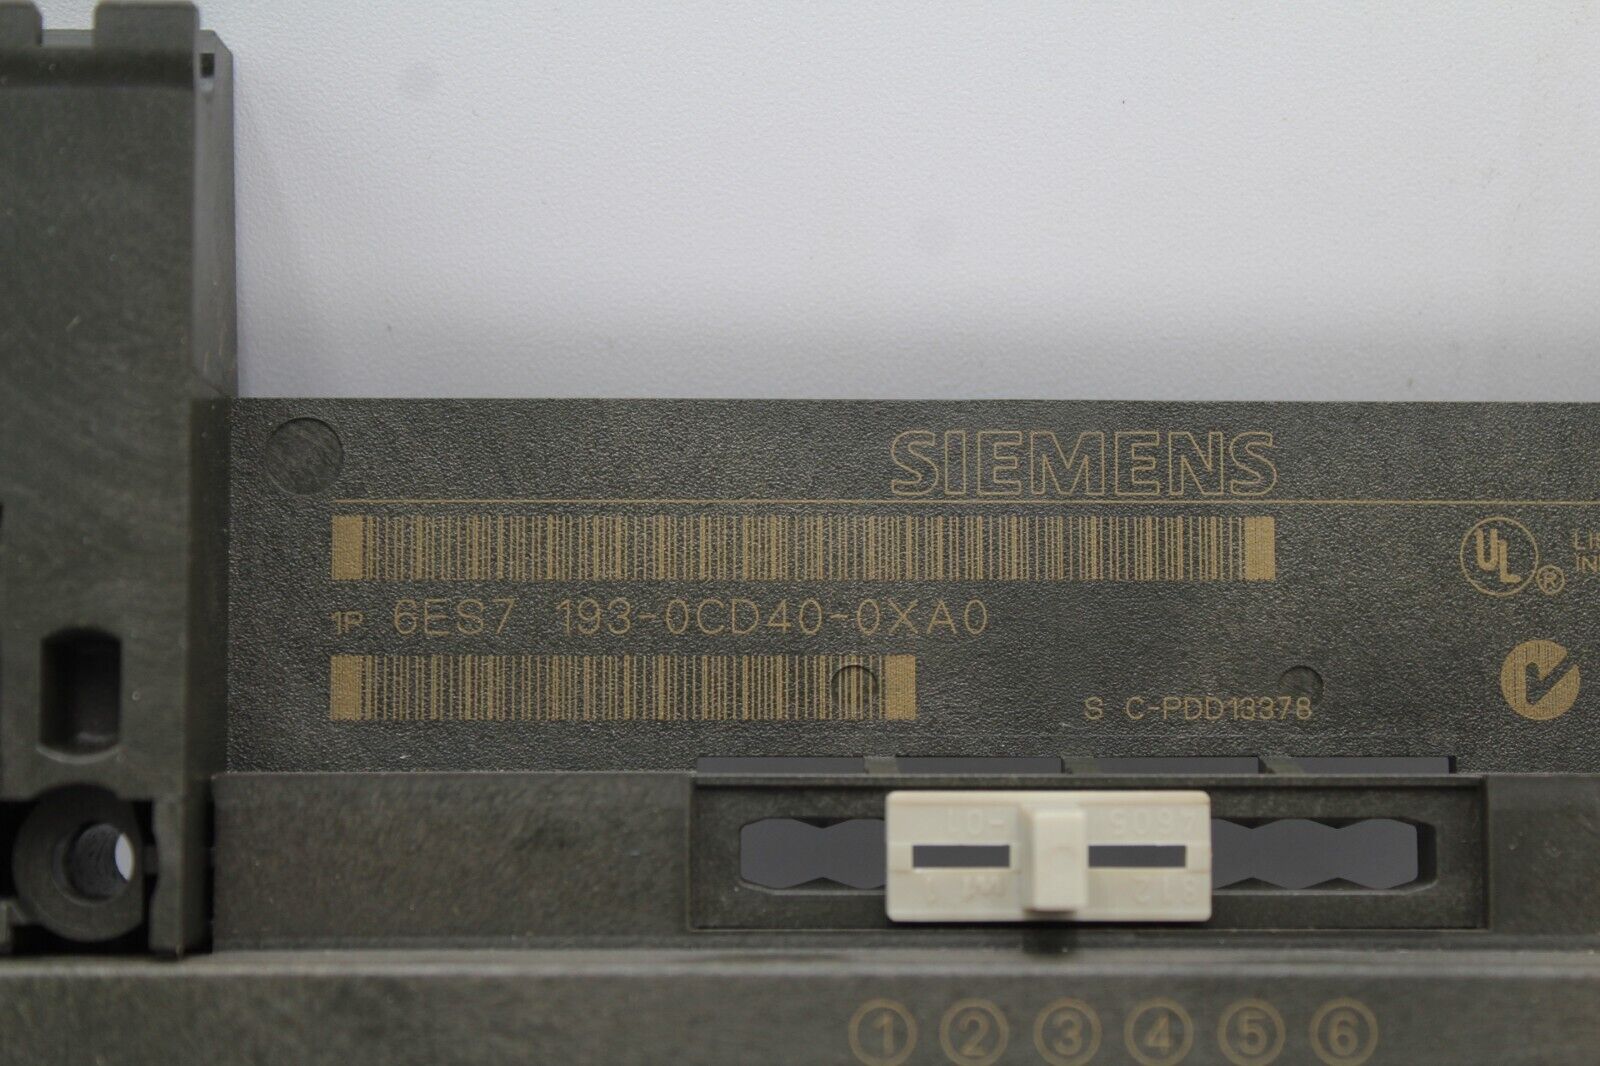 SIEMENS
UL ®
1P 6ES7 193-0CD40-0XA0
S C-PDD13378
1 2 3 4 5 6